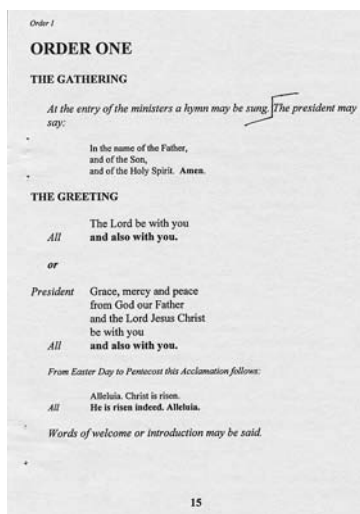 Order 1
ORDER ONE
THE GATHERING
At the entry of the ministers a hymn may be sung. The president may
say:
In the name of the Father,
and of the Son,
and of the Holy Spirit. Amen.
THE GREETING
The Lord be with you
All and also with you.
or
President Grace, mercy and peace
from God our Father
and the Lord Jesus Christ
be with you
All and also with you.
From Easter Day to Pentecost this Acclamation follows:
Alleluia. Christ is risen.
All He is risen indeed. Alleluia.
Words of welcome or introduction may be said.
15